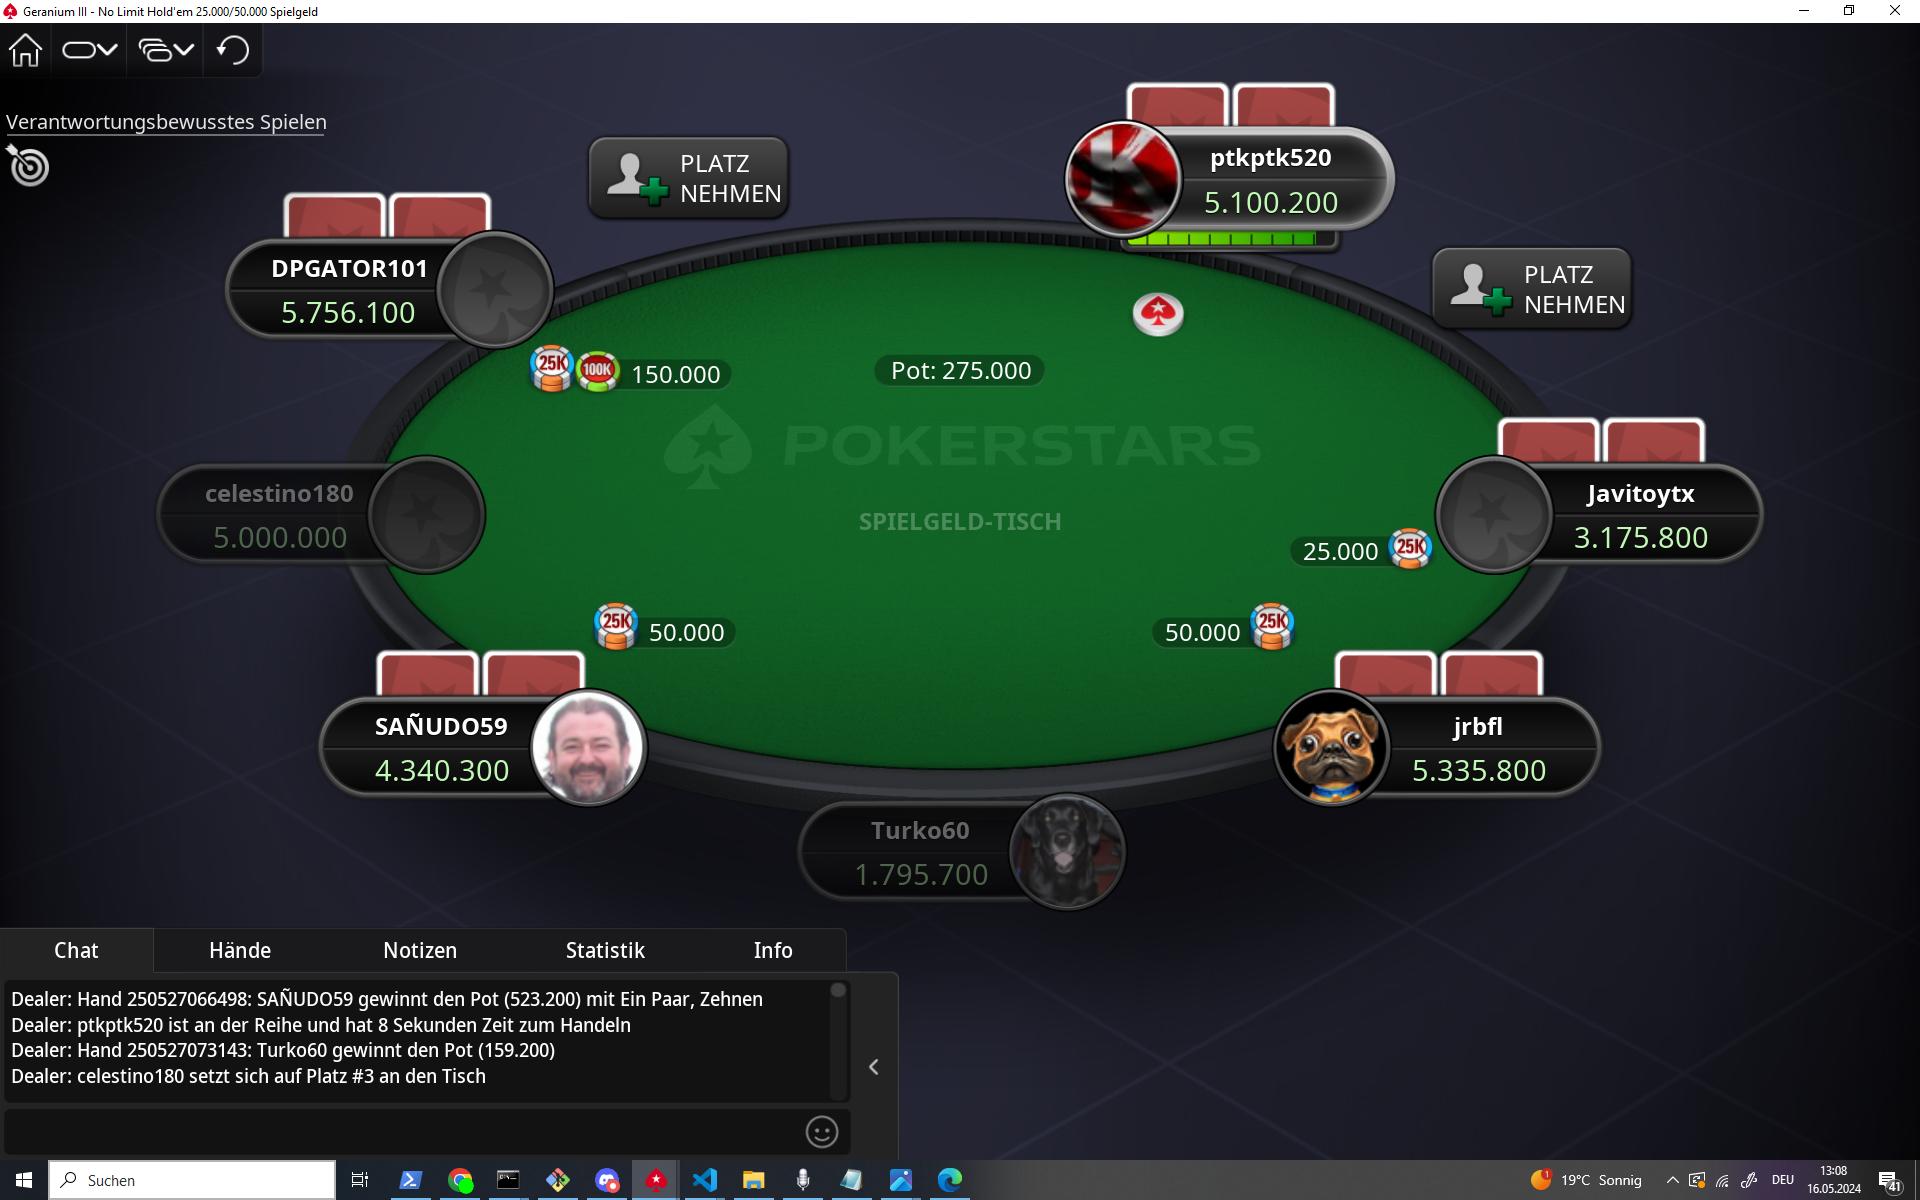 Geranium III - No Limit Hold'em 25.000/50.000 Spielgeld
Verantwortungsbewusstes Spielen
PLATZ
NEHMEN
ptkptk520
5.100.200
DPGATOR101
5.756.100
PLATZ
NEHMEN
25K
100K
150.000
Pot: 275.000
POKERSTARS
SPIELGELD-TISCH
celestino180
5.000.000
Javitoytx
3.175.800
25.000
25K
25K
50.000
50.000
25K
SAÑUDO59
4.340.300
jrbfl
5.335.800
Turko60
1.795.700
Chat
Hände
Notizen
Statistik
Info
Dealer: Hand 250527066498: SAÑUDO59 gewinnt den Pot (523.200) mit Ein Paar, Zehnen
Dealer: ptkptk520 ist an der Reihe und hat 8 Sekunden Zeit zum Handeln
Dealer: Hand 250527073143: Turko60 gewinnt den Pot (159.200)
Dealer: celestino180 setzt sich auf Platz #3 an den Tisch
Suchen
1
19°C Sonnig
DEU
13:08
16.05.2024
41